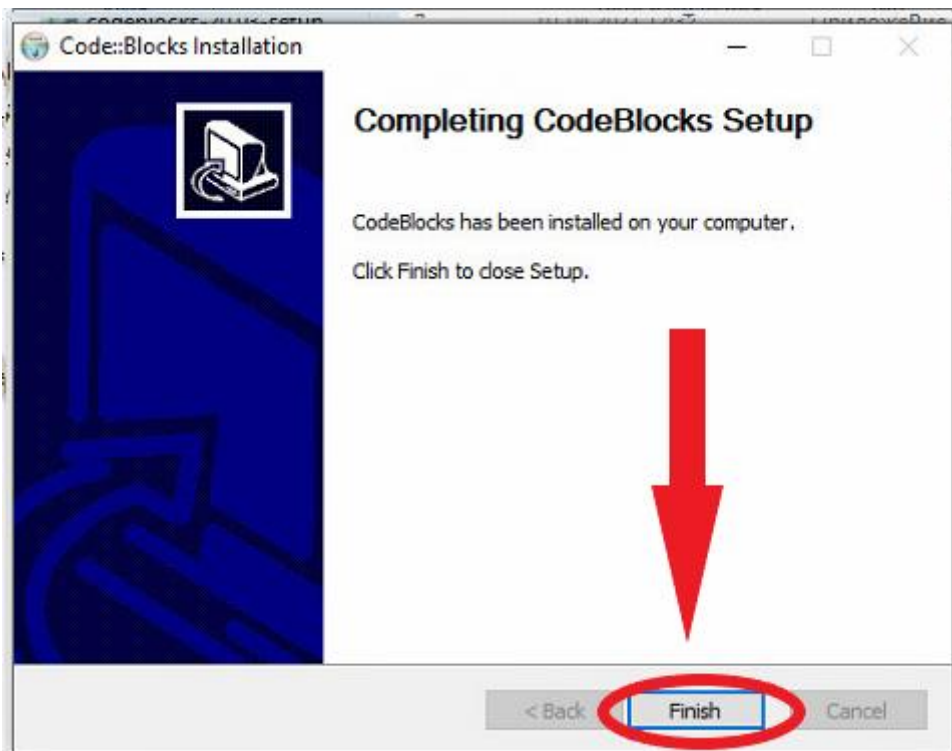 Code::Blocks Installation
Completing CodeBlocks Setup
CodeBlocks has been installed on your computer.
Click Finish to close Setup.
< Back
Finish
Cancel